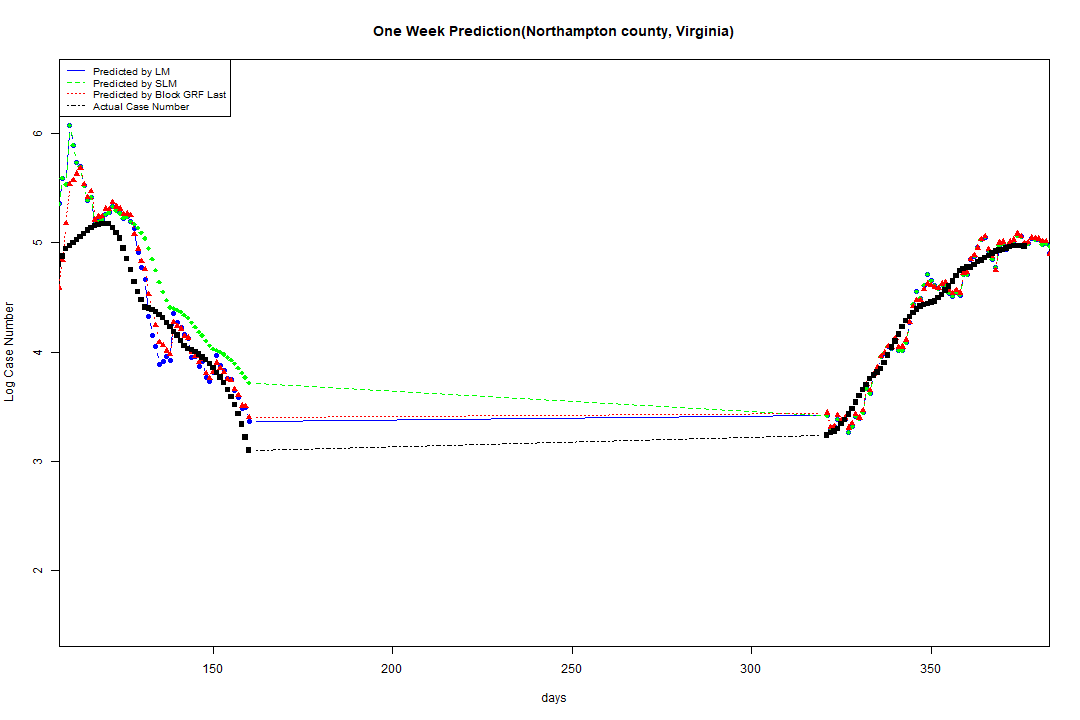 One Week Prediction(Northampton county, Virginia)
Predicted by LM
Predicted by SLM
Predicted by Block GRF Last
Actual Case Number
6
5
4
3
2
Log Case Number
150
200
250
300
350
days